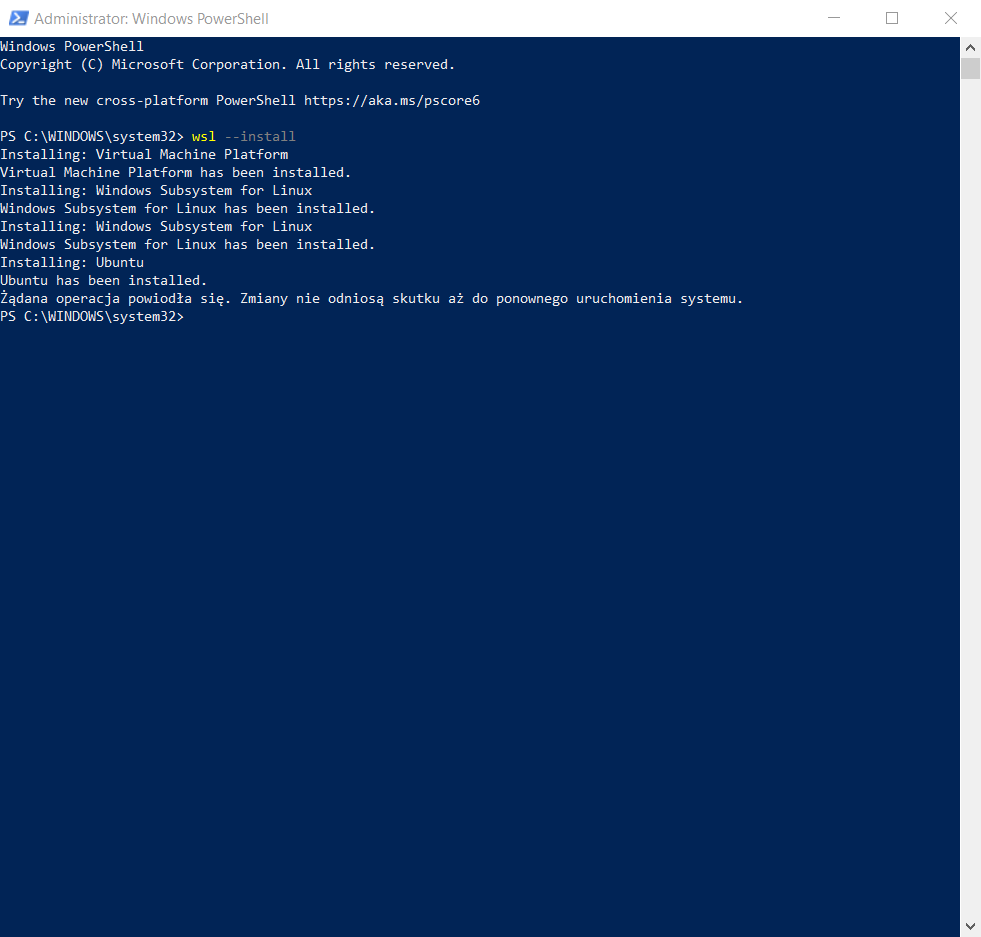 Administrator: Windows PowerShell
Windows PowerShell
Copyright (C) Microsoft Corporation. All rights reserved.
Try the new cross-platform PowerShell https://aka.ms/pscore6
PS C:\WINDOWS\system32> wsl --install
Installing: Virtual Machine Platform
Virtual Machine Platform has been installed.
Installing: Windows Subsystem for Linux
Windows Subsystem for Linux has been installed.
Installing: Windows Subsystem for Linux
Windows Subsystem for Linux has been installed.
Installing: Ubuntu
Ubuntu has been installed.
Żądana operacja powiodła się. Zmiany nie odniosą skutku aż do ponownego uruchomienia systemu.
PS C:\WINDOWS\system32>